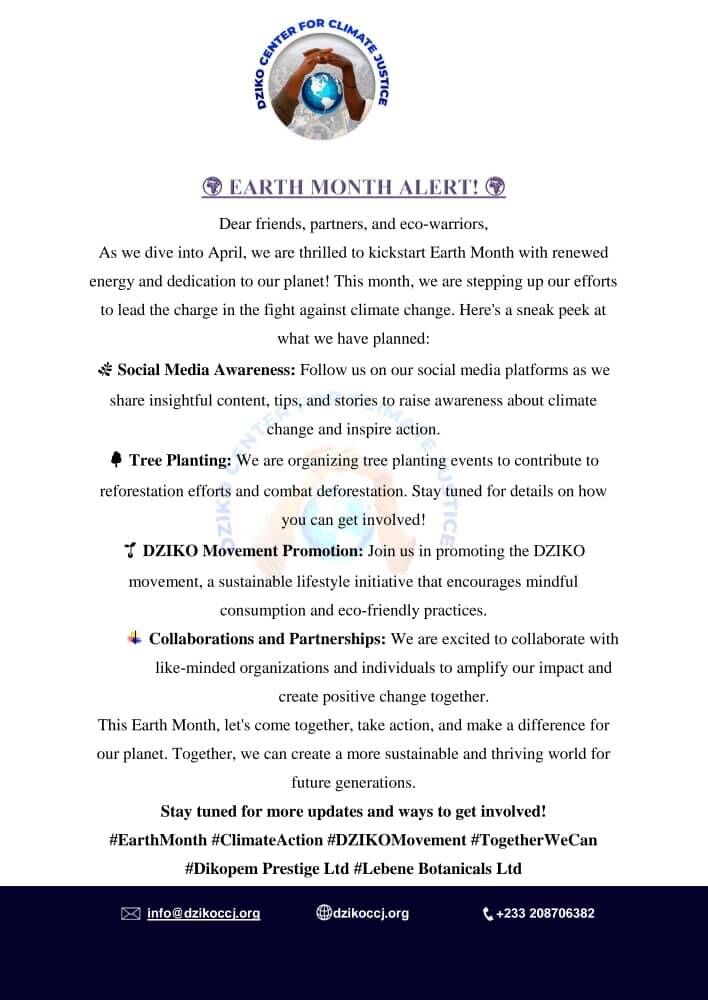 DZIKO CENTER FOR CLIMATE JUSTICE
EARTH MONTH ALERT!
Dear friends, partners, and eco-warriors,
As we dive into April, we are thrilled to kickstart Earth Month with renewed
energy and dedication to our planet! This month, we are stepping up our efforts
to lead the charge in the fight against climate change. Here's a sneak peek at
what we have planned:
Social Media Awareness: Follow us on our social media platforms as we
share insightful content, tips, and stories to raise awareness about climate
change and inspire action.
Tree Planting: We are organizing tree planting events to contribute to
reforestation efforts and combat deforestation. Stay tuned for details on how
you can get involved!
DZIKO Movement Promotion: Join us in promoting the DZIKO
movement, a sustainable lifestyle initiative that encourages mindful
consumption and eco-friendly practices.
Collaborations and Partnerships: We are excited to collaborate with
like-minded organizations and individuals to amplify our impact and
create positive change together.
This Earth Month, let's come together, take action, and make a difference for
our planet. Together, we can create a more sustainable and thriving world for
future generations.
Stay tuned for more updates and ways to get involved!
#EarthMonth #ClimateAction #DZIKOMovement #TogetherWeCan
#Dikopem Prestige Ltd #Lebene Botanicals Ltd
DZIKO CENTER FOR CLIMATE JUSTICE
info@dzikoccj.org dzikoccj.org +233 208706382